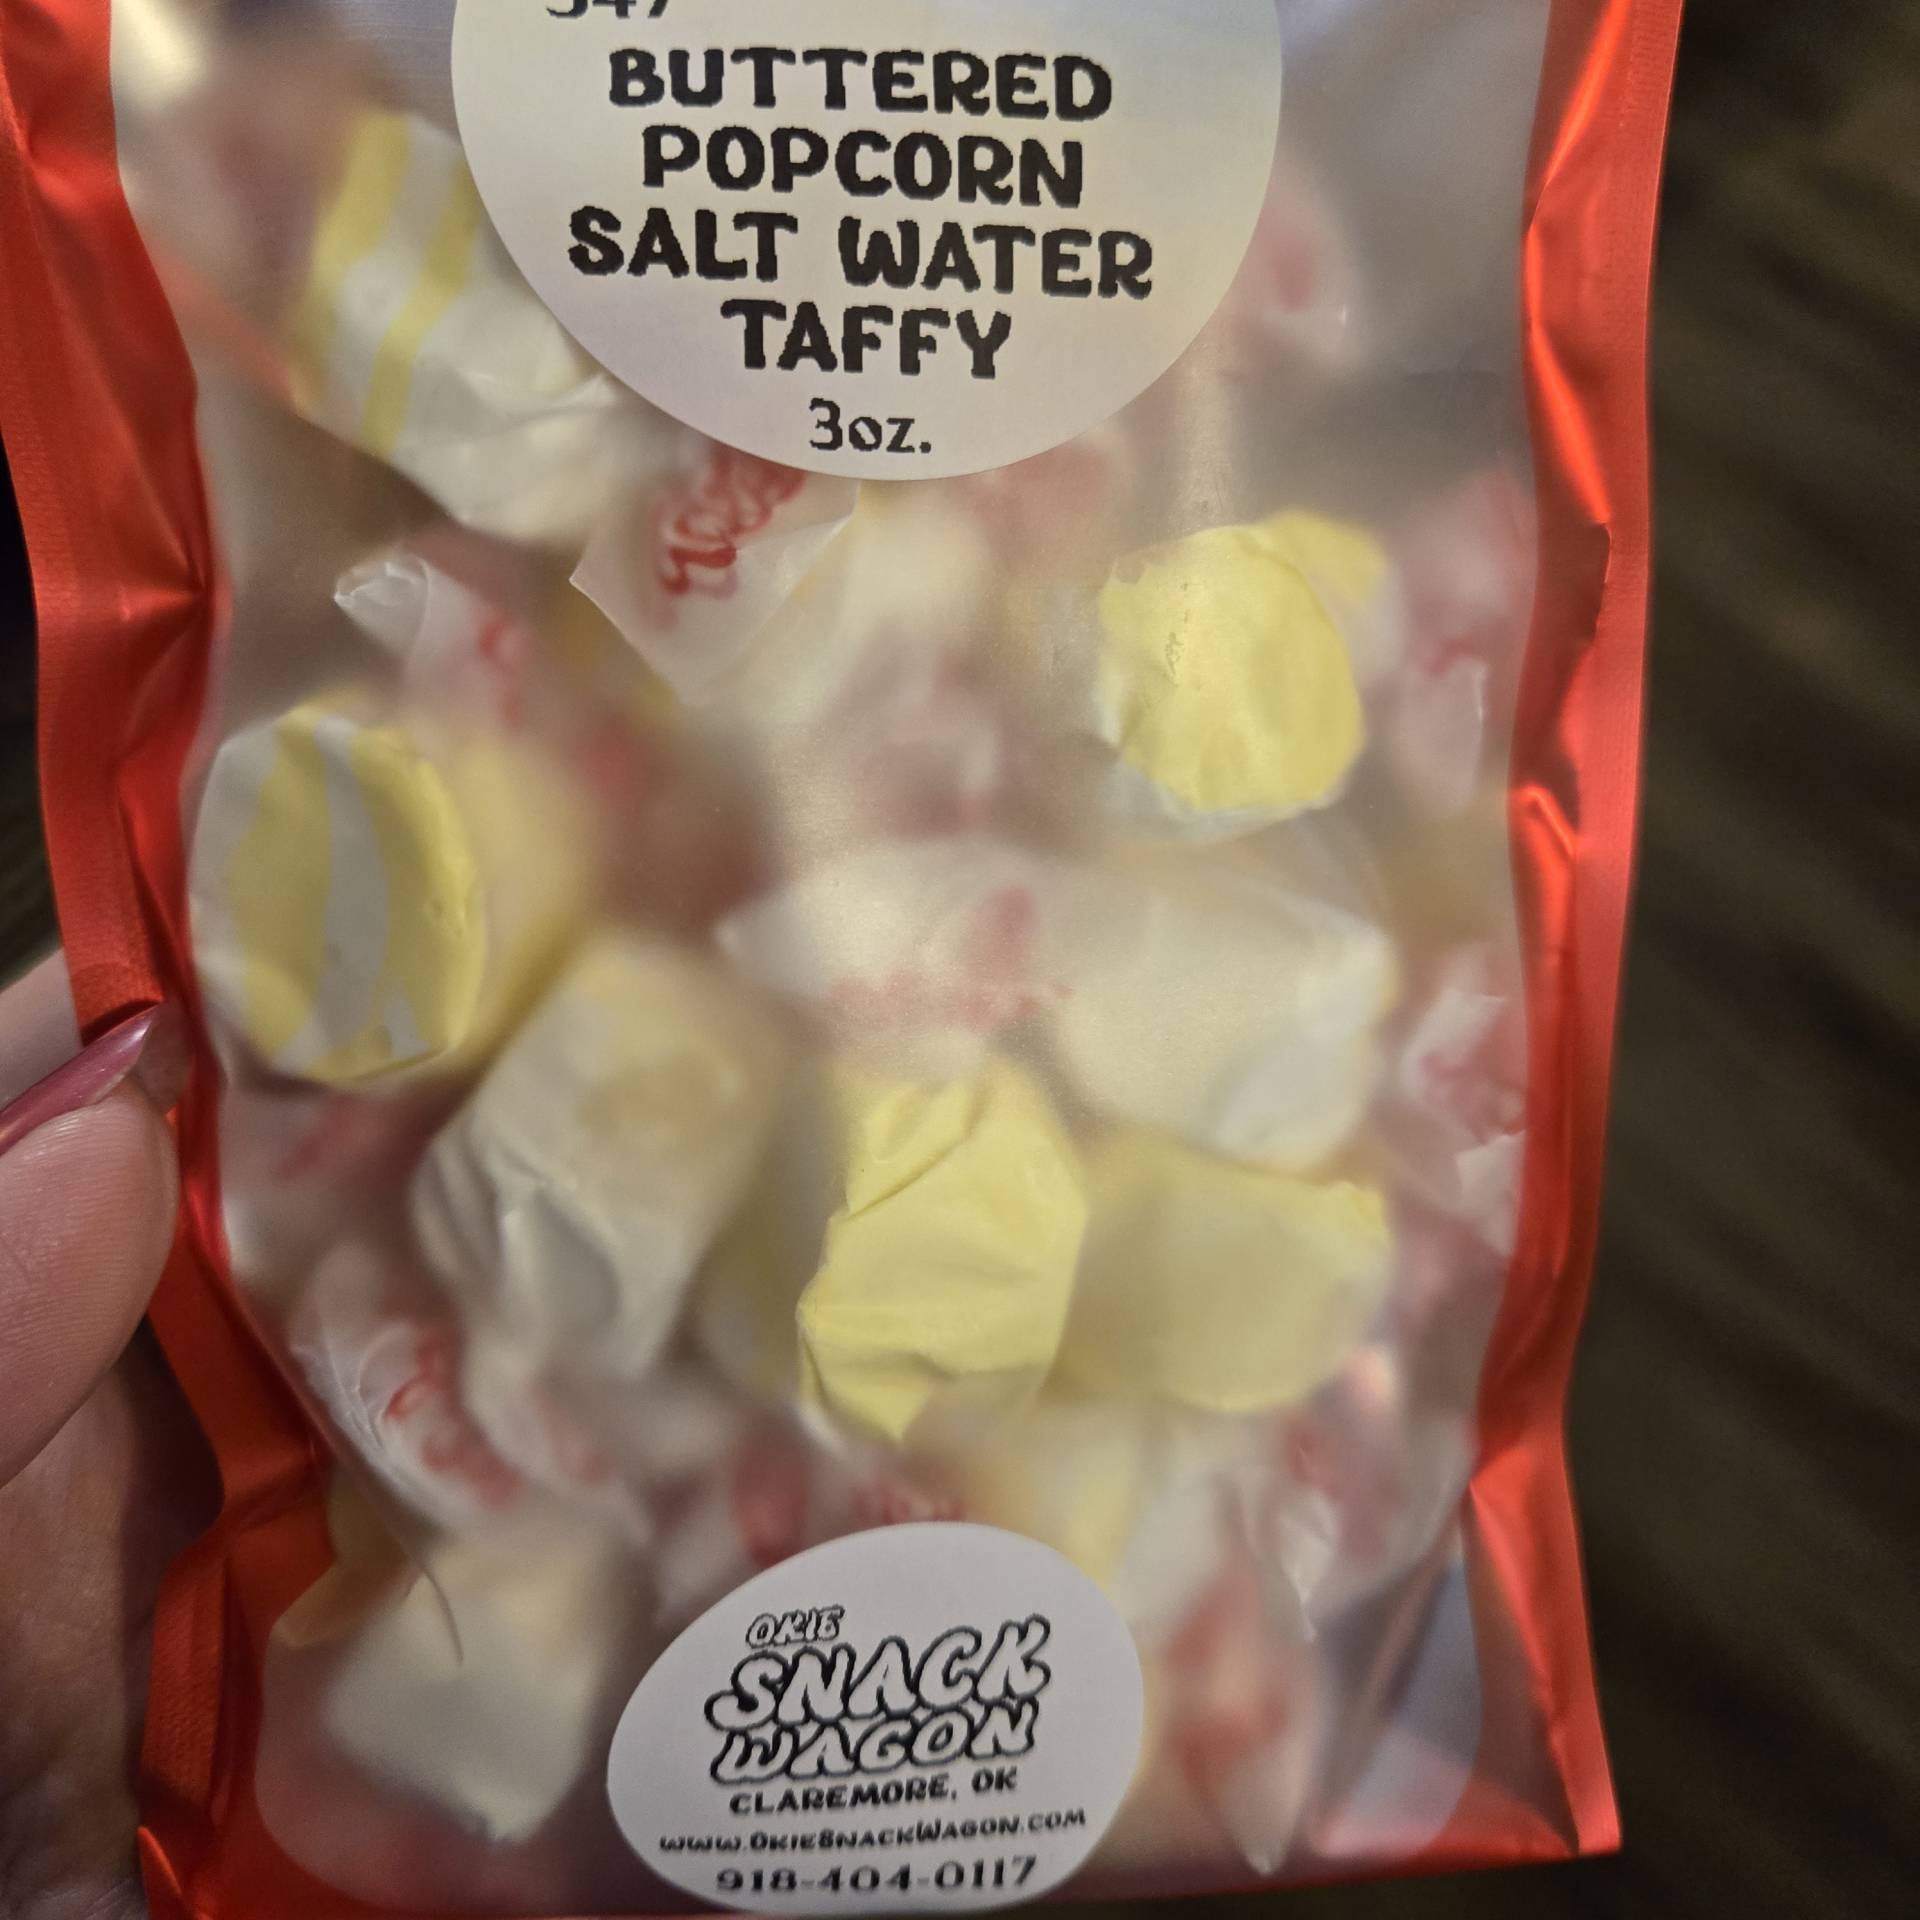 BUTTERED
POPCORN
SALT WATER
TAFFY
3oz.
OKIE
SNACK
WAGON
CLAREMORE, OK
www.OkieSnackWagon.com
918-404-0117